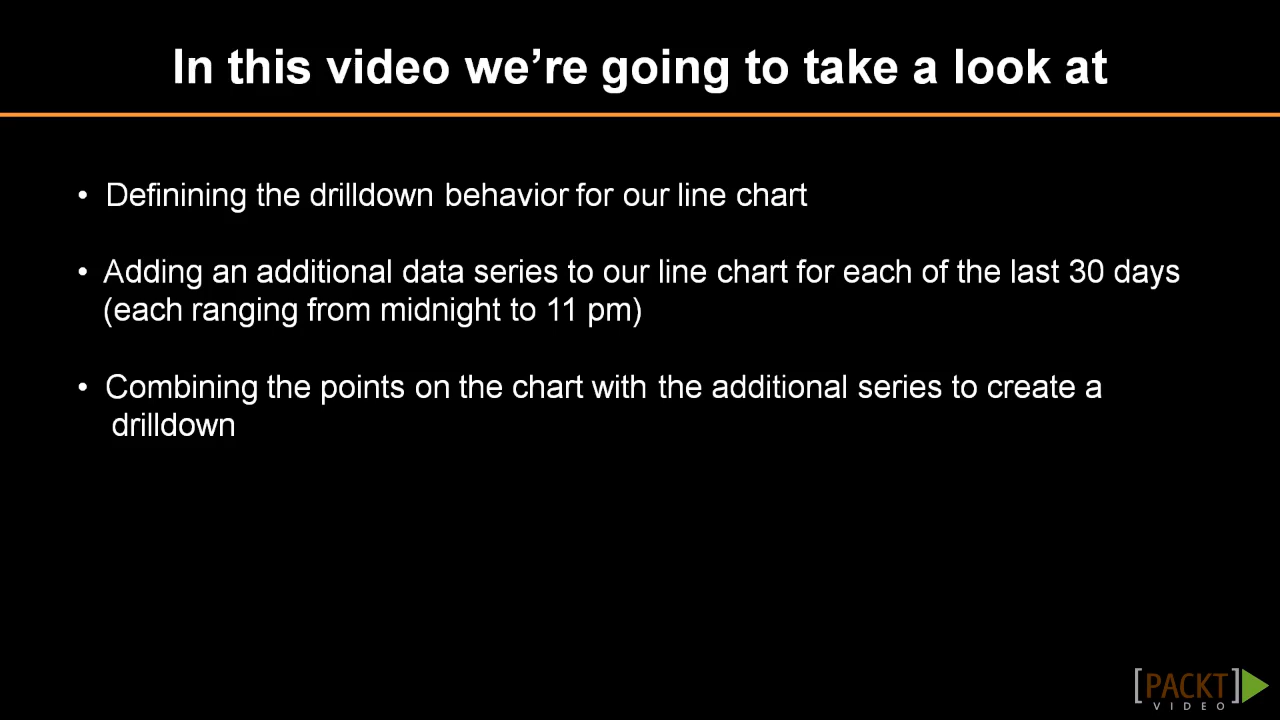 In this video we're going to take a look at
• Definining the drilldown behavior for our line chart
• Adding an additional data series to our line chart for each of the last 30 days
(each ranging from midnight to 11 pm)
• Combining the points on the chart with the additional series to create a
drilldown
[PACKT]
VIDEO